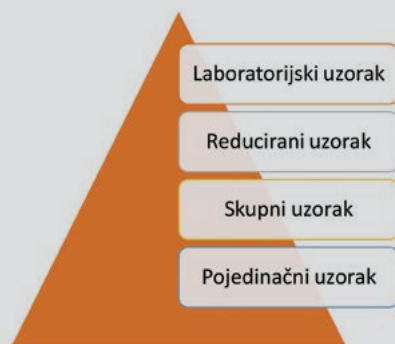 Laboratorijski uzorak
Reducirani uzorak
Skupni uzorak
Pojedinačni uzorak